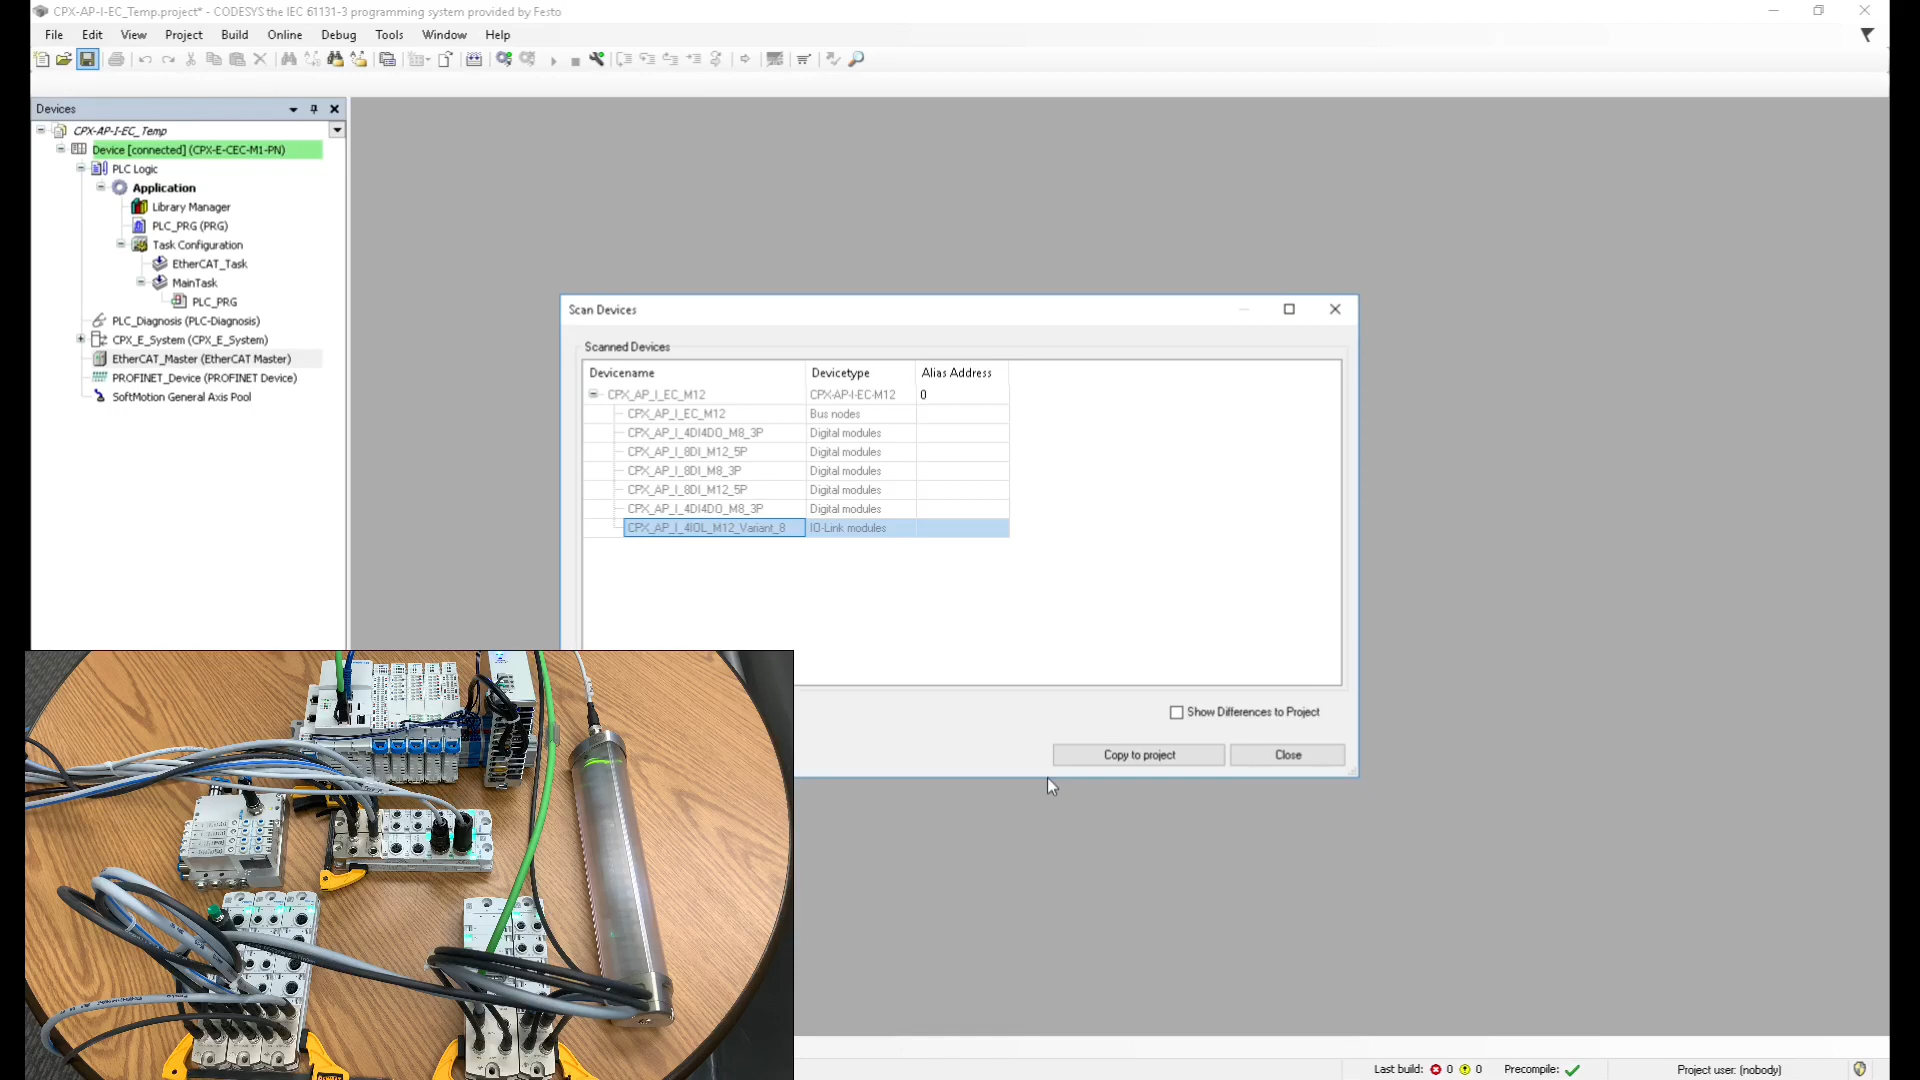 CPX-AP-I-EC_Temp.project* - CODESYS the IEC 61131-3 programming system provided by Festo
File Edit View Project Build Online Debug Tools Window Help
Devices
CPX-AP-I-EC_Temp
Device [connected] (CPX-E-CEC-M1-PN)
PLC Logic
Application
Library Manager
PLC_PRG (PRG)
Task Configuration
EtherCAT_Task
MainTask
PLC_PRG
PLC_Diagnosis (PLC-Diagnosis)
CPX_E_System (CPX_E_System)
EtherCAT_Master (EtherCAT Master)
PROFINET_Device (PROFINET Device)
SoftMotion General Axis Pool
Scan Devices
Scanned Devices
Devicename Devicetype Alias Address
CPX_AP_I_EC_M12 CPX-AP-I-EC-M12 0
CPX_AP_I_EC_M12 Bus nodes
CPX_AP_I_4DI4DO_M8_3P Digital modules
CPX_AP_I_8DI_M12_5P Digital modules
CPX_AP_I_8DI_M8_3P Digital modules
CPX_AP_I_8DI_M12_5P Digital modules
CPX_AP_I_4DI4DO_M8_3P Digital modules
CPX_AP_I_4IOL_M12_Variant_8 IO-Link modules
Show Differences to Project
Copy to project Close
Last build: 0 0 Precompile: Project user: (nobody)